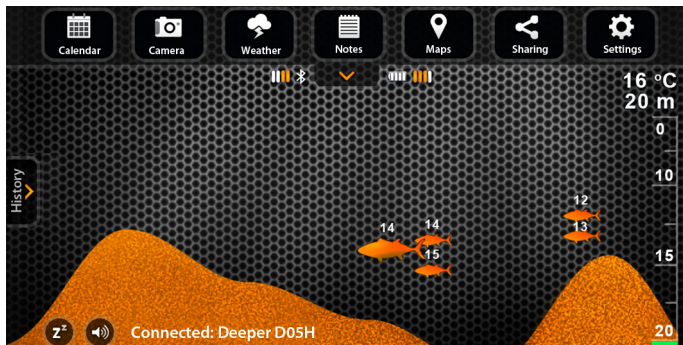 Calendar
Camera
Weather
Notes
Maps
Sharing
Settings
16 °C
20 m
0
History
10
12
14
14
13
15
15
20
Zz
Connected: Deeper D05H